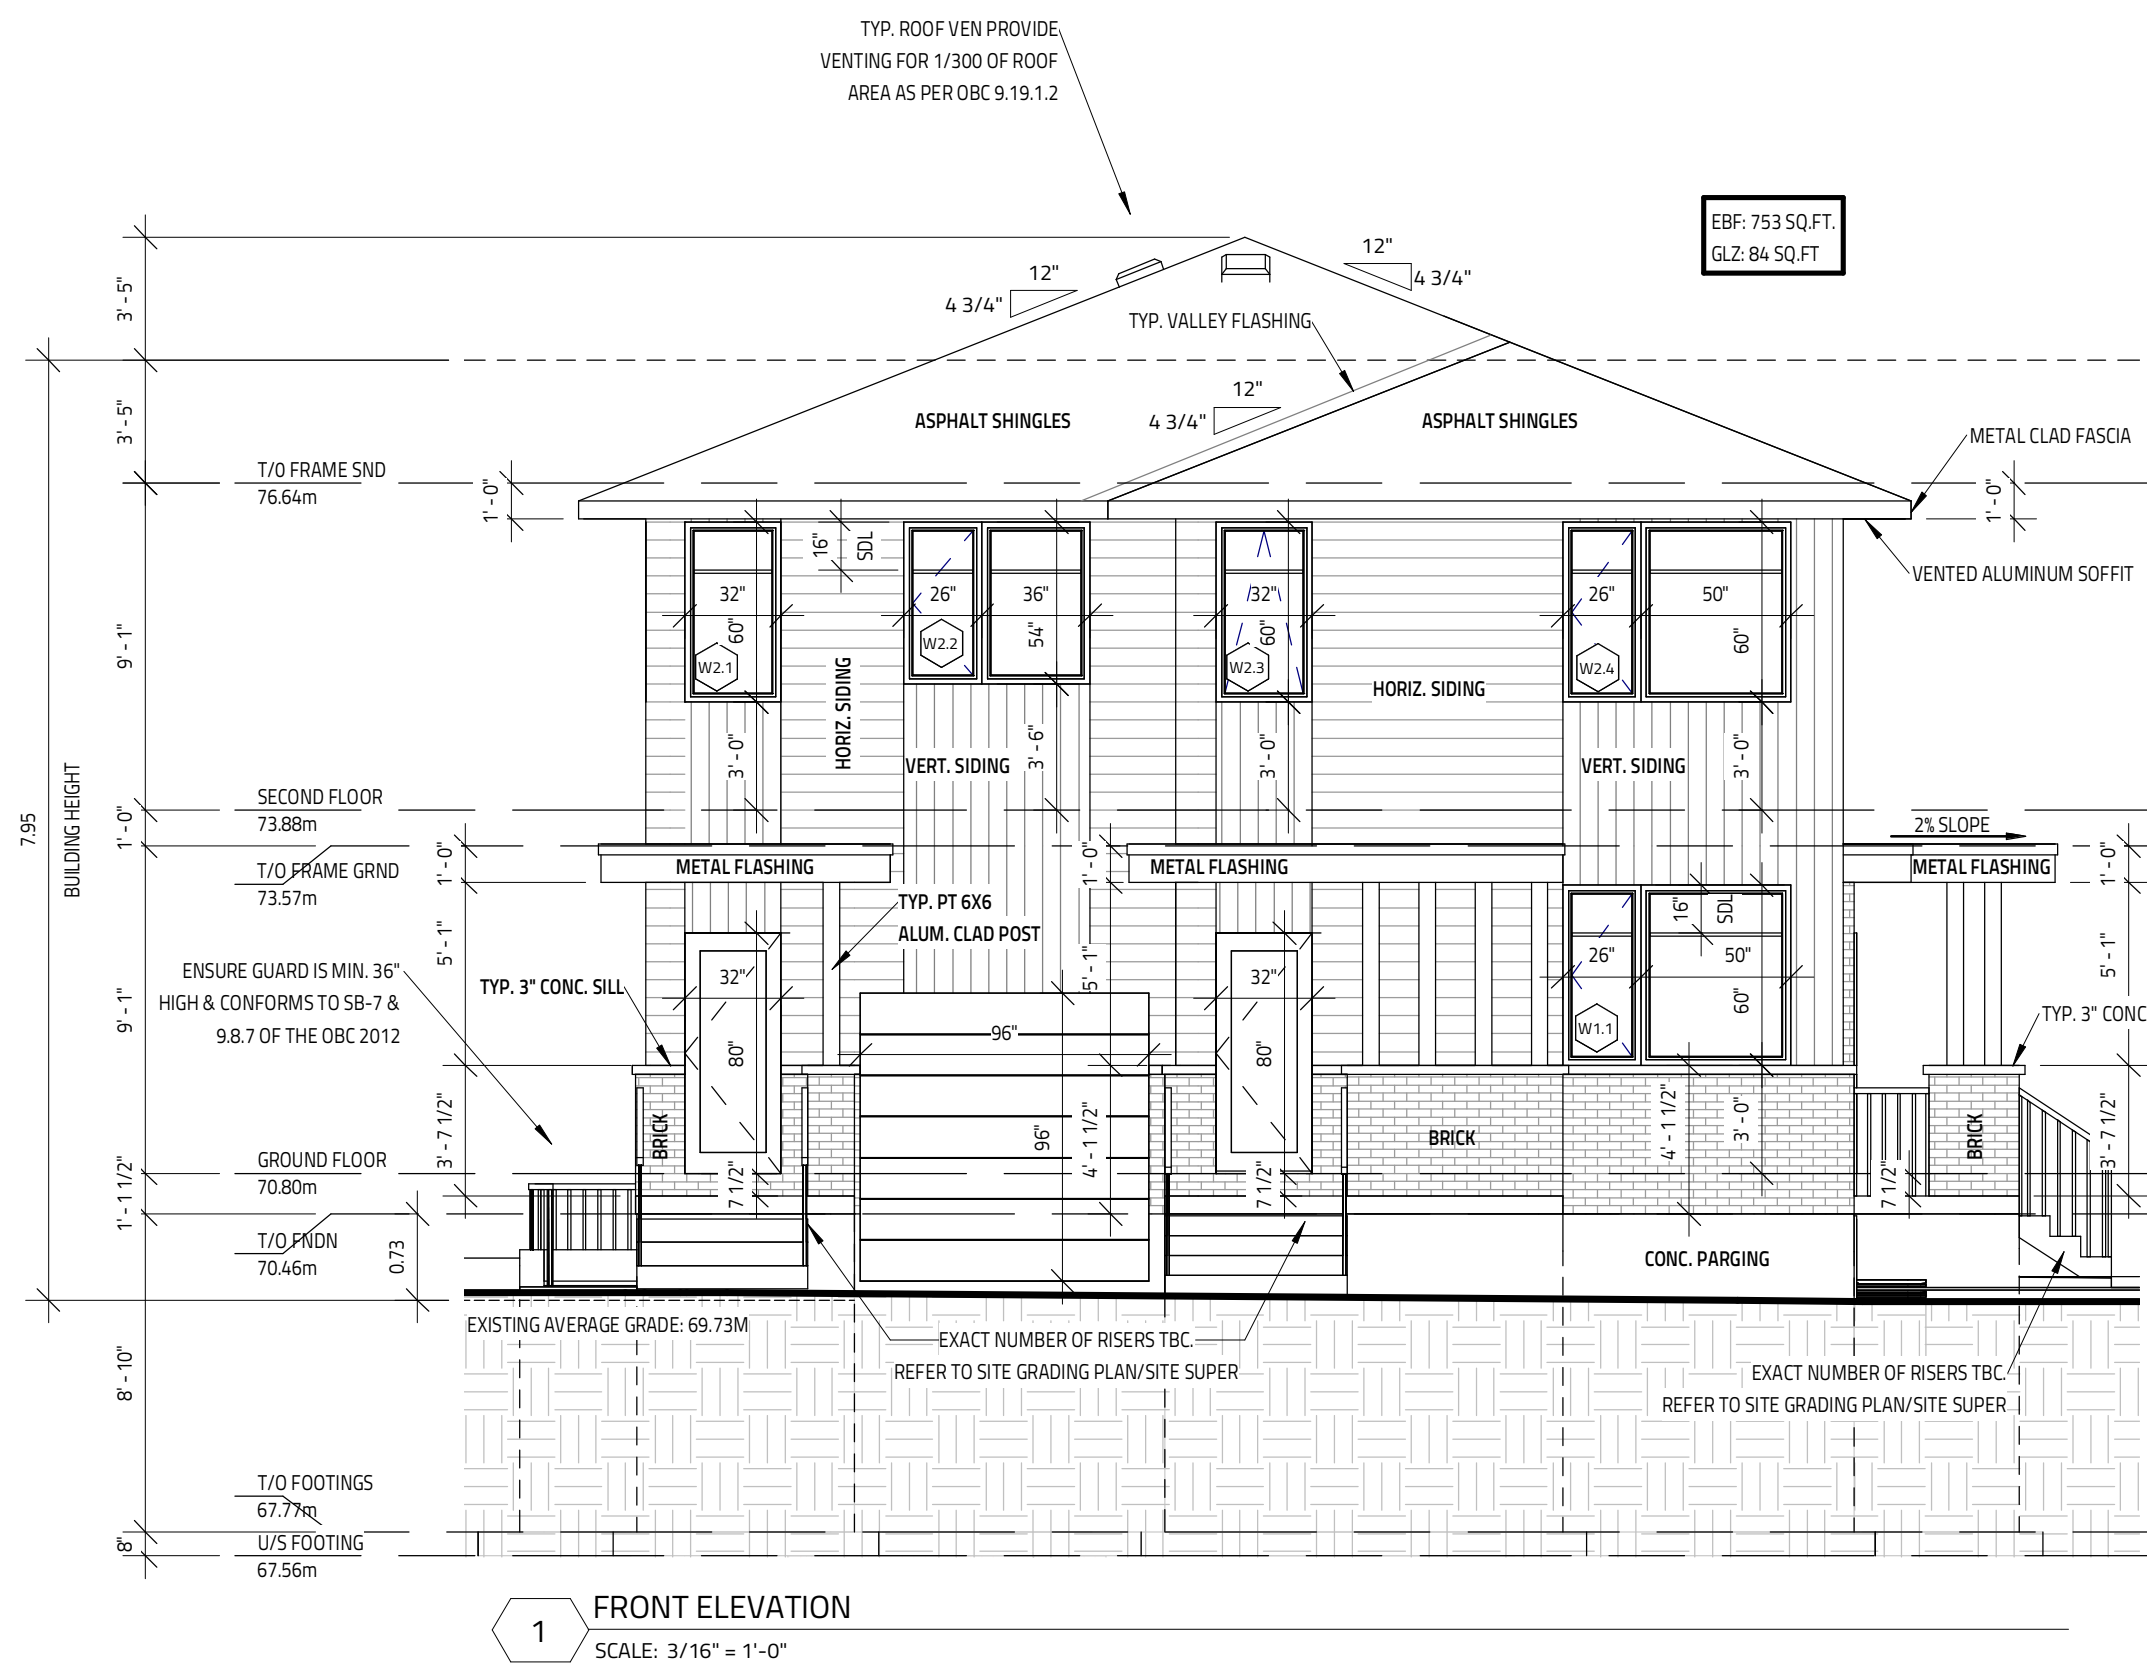 TYP. ROOF VEN PROVIDE
VENTING FOR 1/300 OF ROOF
AREA AS PER OBC 9.19.1.2
EBF: 753 SQ.FT.
GLZ: 84 SQ.FT
12"
4 3/4"
12"
4 3/4"
TYP. VALLEY FLASHING
12"
4 3/4"
ASPHALT SHINGLES
ASPHALT SHINGLES
METAL CLAD FASCIA
VENTED ALUMINUM SOFFIT
3' - 5"
3' - 5"
9' - 1"
1' - 0"
9' - 1"
1' - 1 1/2"
8' - 10"
8"
7.95
BUILDING HEIGHT
T/O FRAME SND
76.64m
1' - 0"
1' - 0"
SECOND FLOOR
73.88m
T/O FRAME GRND
73.57m
GROUND FLOOR
70.80m
T/O FNDN
70.46m
T/O FOOTINGS
67.77m
U/S FOOTING
67.56m
0.73
1' - 0"
5' - 1"
3' - 7 1/2"
ENSURE GUARD IS MIN. 36"
HIGH & CONFORMS TO SB-7 &
9.8.7 OF THE OBC 2012
TYP. 3" CONC. SILL
32"
60"
W2.1
16"
SDL
26"
36"
54"
W2.2
32"
60"
W2.3
26"
50"
60"
W2.4
HORIZ. SIDING
HORIZ. SIDING
3' - 0"
VERT. SIDING
3' - 6"
3' - 0"
VERT. SIDING
3' - 0"
2% SLOPE
METAL FLASHING
METAL FLASHING
METAL FLASHING
1' - 0"
1' - 0"
TYP. PT 6X6
ALUM. CLAD POST
5' - 1"
5' - 1"
16"
SDL
26"
50"
60"
W1.1
32"
80"
96"
96"
32"
80"
TYP. 3" CONC
BRICK
BRICK
BRICK
4' - 1 1/2"
4' - 1 1/2"
3' - 0"
3' - 7 1/2"
7 1/2"
7 1/2"
7 1/2"
CONC. PARGING
EXISTING AVERAGE GRADE: 69.73M
EXACT NUMBER OF RISERS TBC.
REFER TO SITE GRADING PLAN/SITE SUPER
EXACT NUMBER OF RISERS TBC.
REFER TO SITE GRADING PLAN/SITE SUPER
1
FRONT ELEVATION
SCALE: 3/16" = 1'-0"